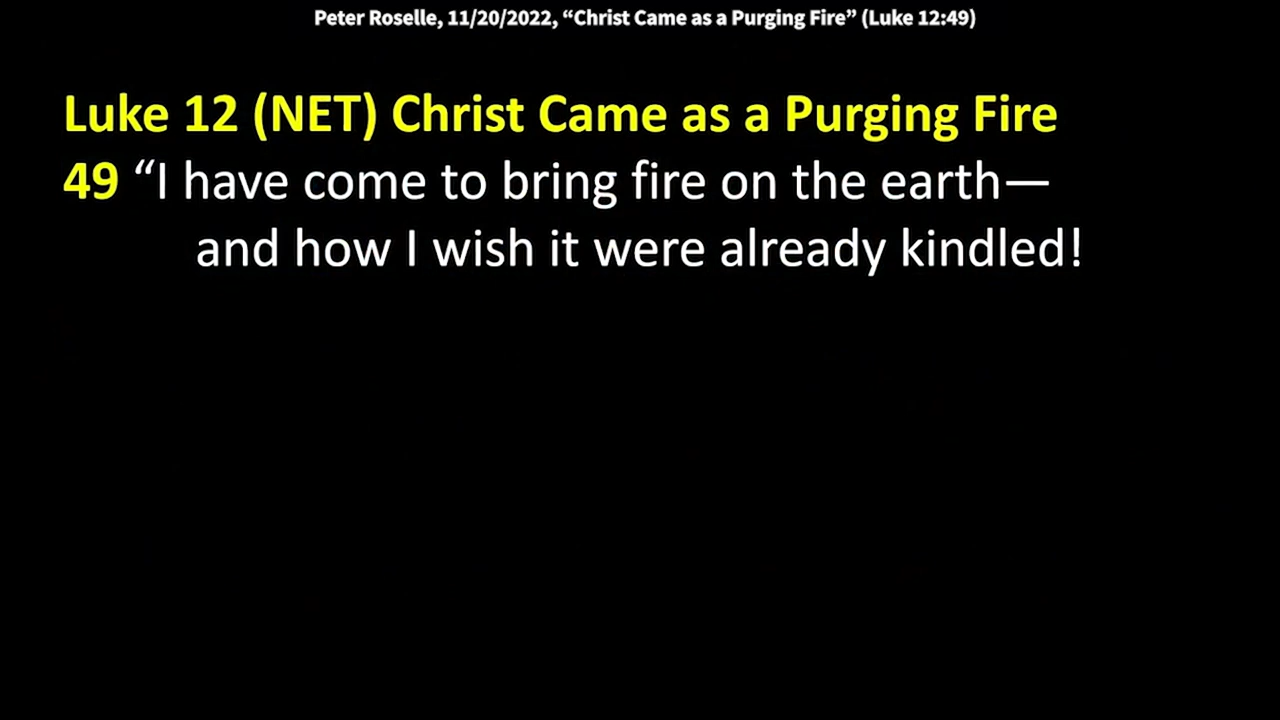 Peter Roselle, 11/20/2022, “Christ Came as a Purging Fire” (Luke 12:49)
Luke 12 (NET) Christ Came as a Purging Fire
49 “I have come to bring fire on the earth—
and how I wish it were already kindled!